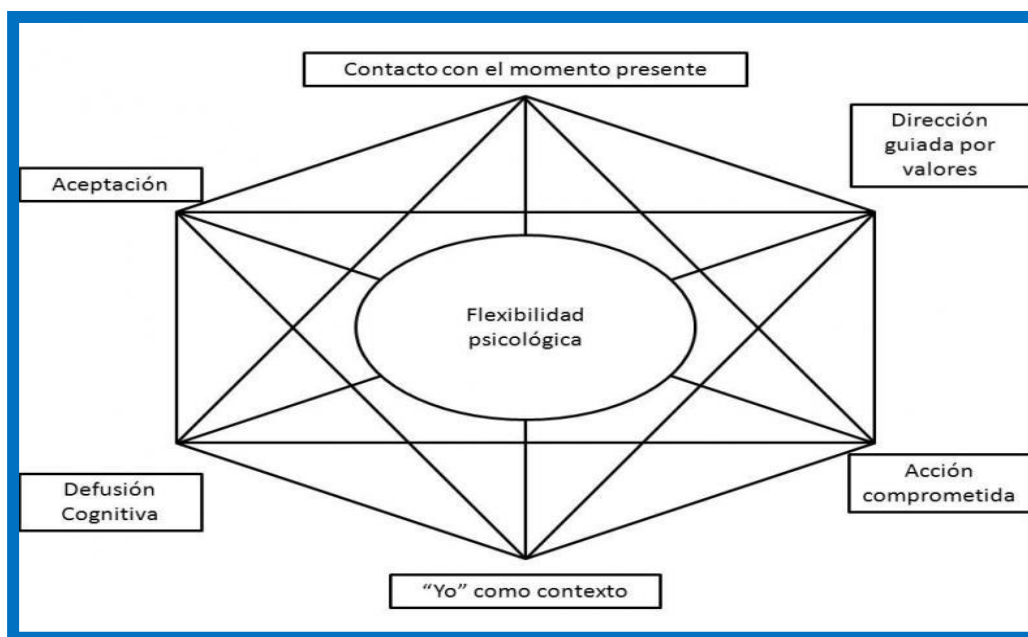 Contacto con el momento presente
Dirección
guiada por
valores
Aceptación
Flexibilidad
psicológica
Defusión
Cognitiva
Acción
comprometida
“Yo” como contexto